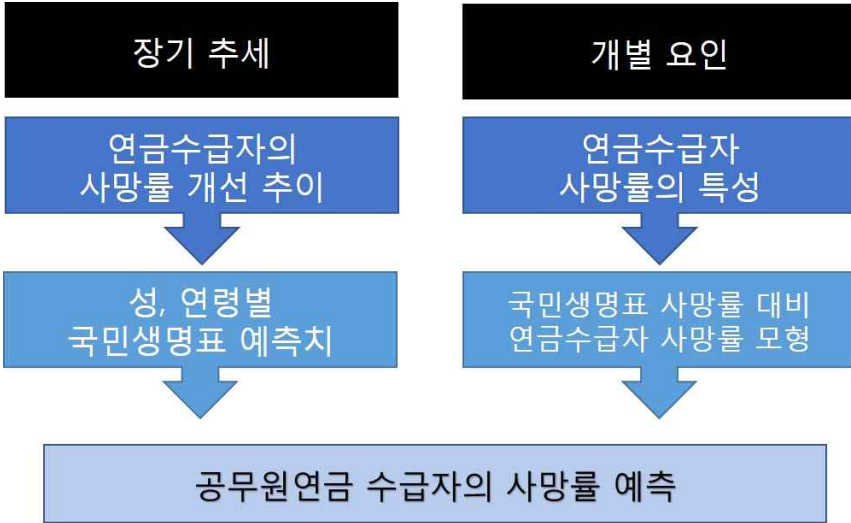 장기 추세
개별 요인
연금수급자의
사망률 개선 추이
연금수급자
사망률의 특성
성, 연령별
국민생명표 예측치
국민생명표 사망률 대비
연금수급자 사망률 모형
공무원연금 수급자의 사망률 예측